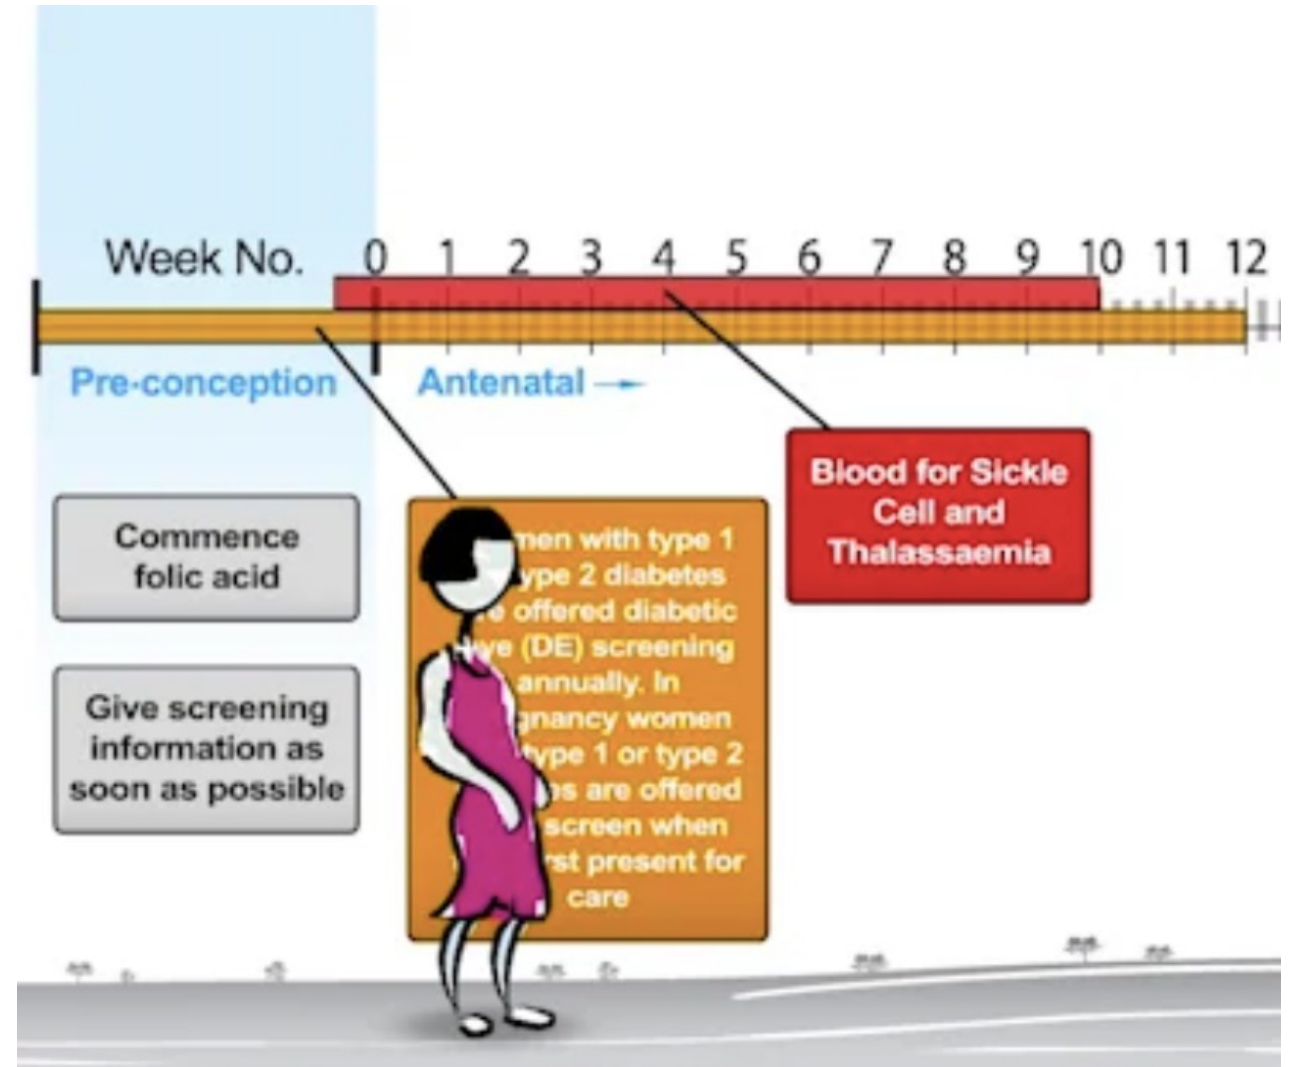 Week No. 0 1 2 3 4 5 6 7 8 9 10 11 12
Pre-conception
Antenatal
Commence
folic acid
Give screening
information as
soon as possible
with type 1
2 diabetes
offered diabetic
(DE) screening
annually. In
women
type 1 or type 2
are offered
screen when
present for
care
Blood for Sickle
Cell and
Thalassaemia